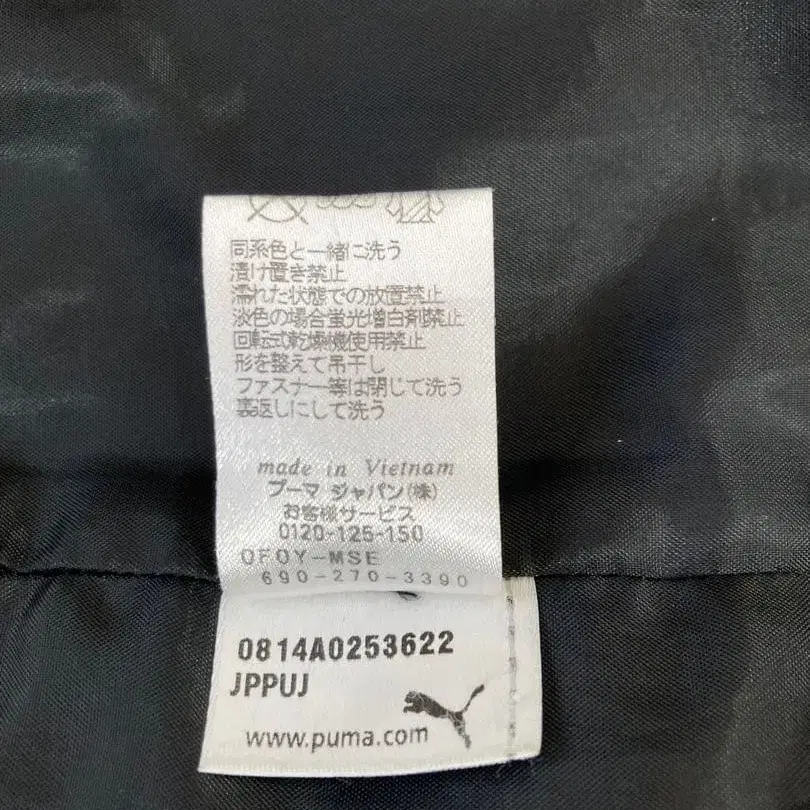 同系色と一緒に洗う
漬け置き禁止
濡れた状態での放置禁止
淡色の場合蛍光増白剤禁止
回転式乾燥機使用禁止
形を整えて吊干し
ファスナー等は閉じて洗う
裏返しにして洗う
made in Vietnam
プーマ ジャパン(株)
お客様サービス
0120-125-150
OFOY-MSE
690-270-3390
0814A0253622
JPPUJ
www.puma.com